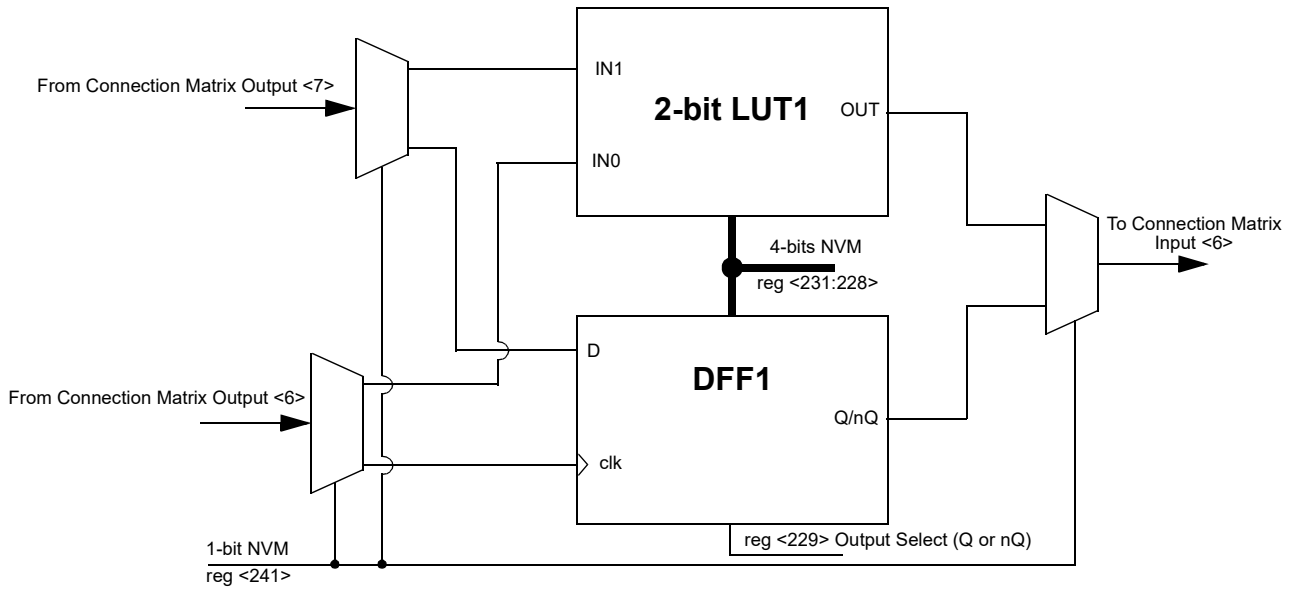 From Connection Matrix Output <7>
IN1
2-bit LUT1
OUT
IN0
To Connection Matrix
Input <6>
4-bits NVM
reg <231:228>
D
DFF1
From Connection Matrix Output <6>
Q/nQ
clk
reg <229> Output Select (Q or nQ)
1-bit NVM
reg <241>